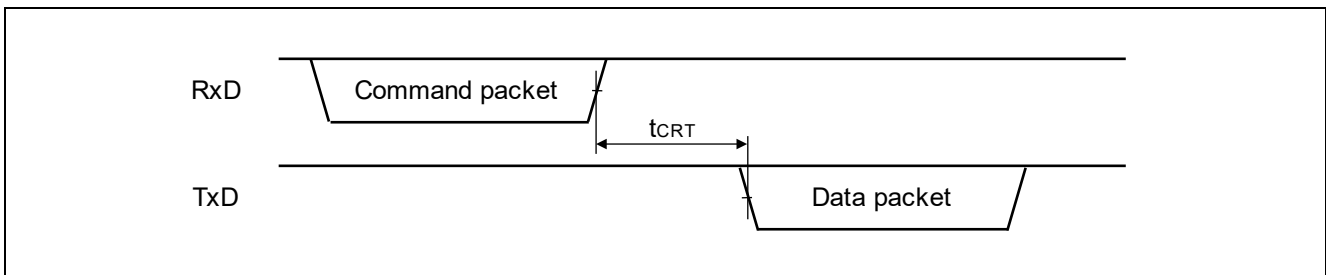 RxD
Command packet
tCRT
TxD
Data packet